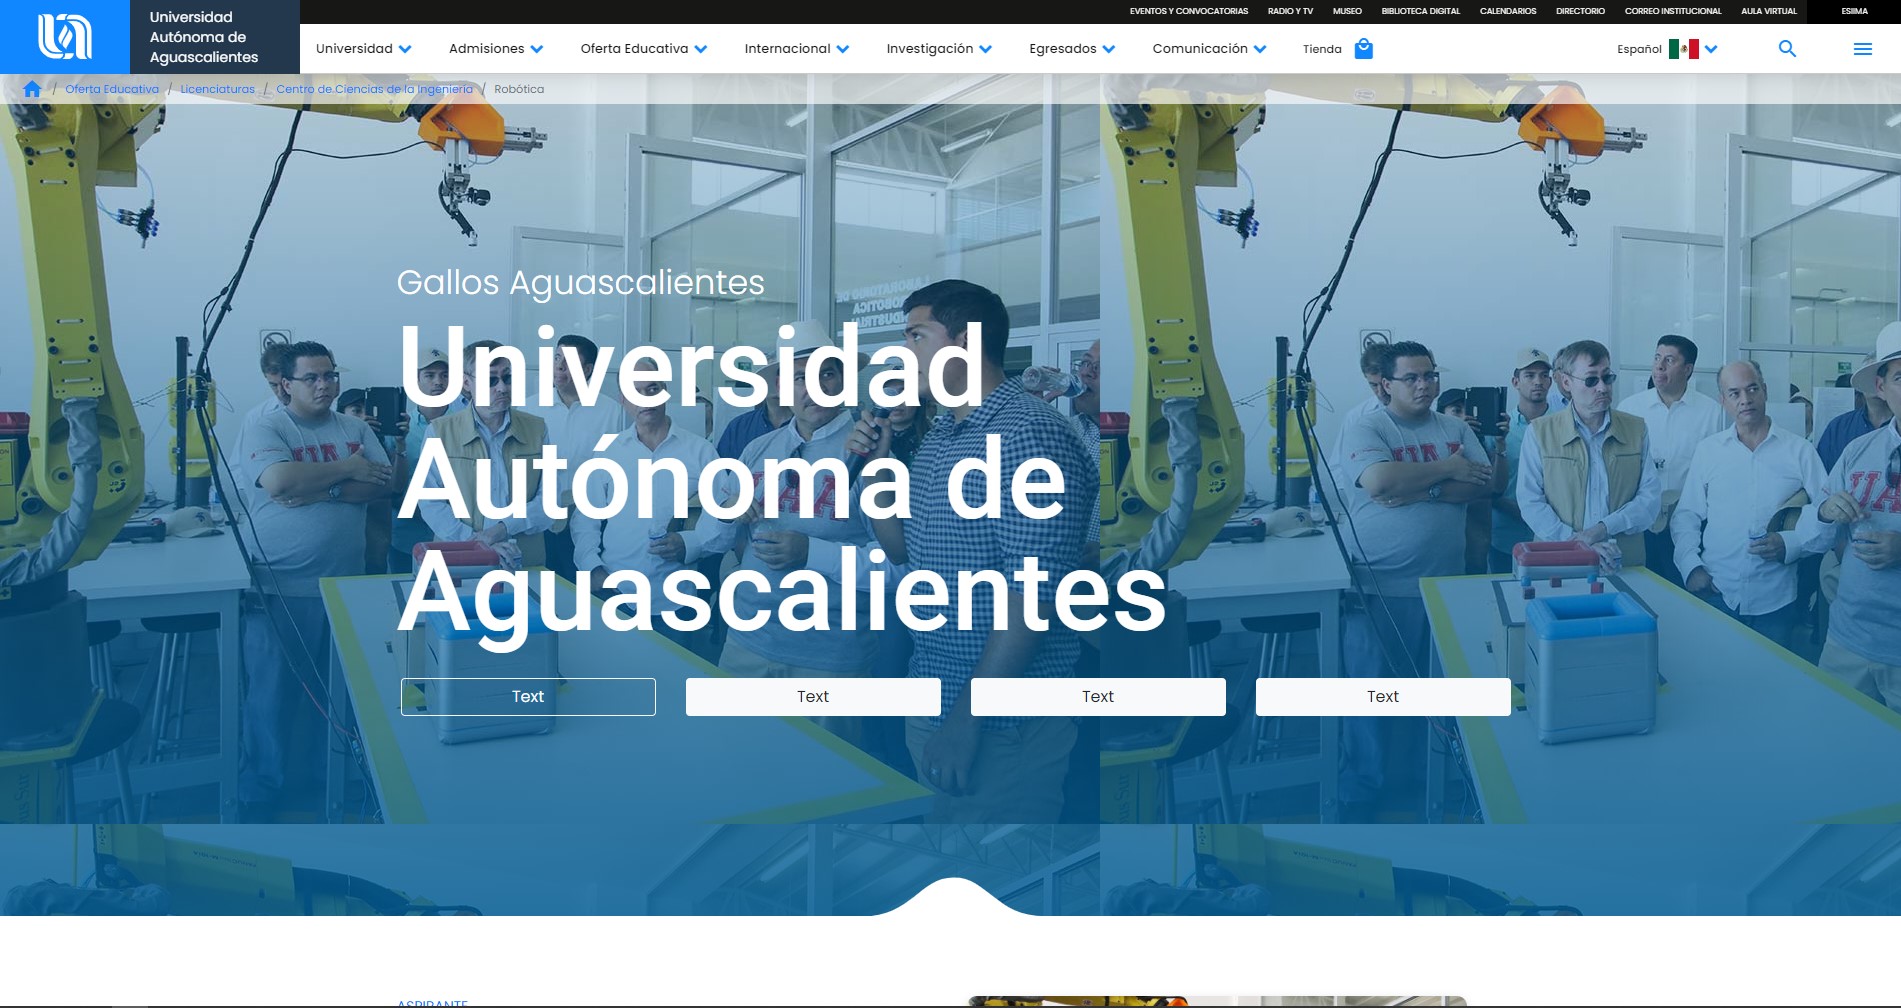 Universidad
Autónoma de
Aguascalientes
EVENTOS Y CONVOCATORIAS RADIO Y TV MUSEO BIBLIOTECA DIGITAL CALENDARIOS DIRECTORIO CORREO INSTITUCIONAL AULA VIRTUAL ESIIMA
Universidad Admisiones Oferta Educativa Internacional Investigación Egresados Comunicación Tienda Español
/ Oferta Educativa / Licenciaturas / Centro de Ciencias de la Ingeniería / Robótica
Gallos Aguascalientes
Universidad
Autónoma de
Aguascalientes
Text Text Text Text
ASPIRANTE